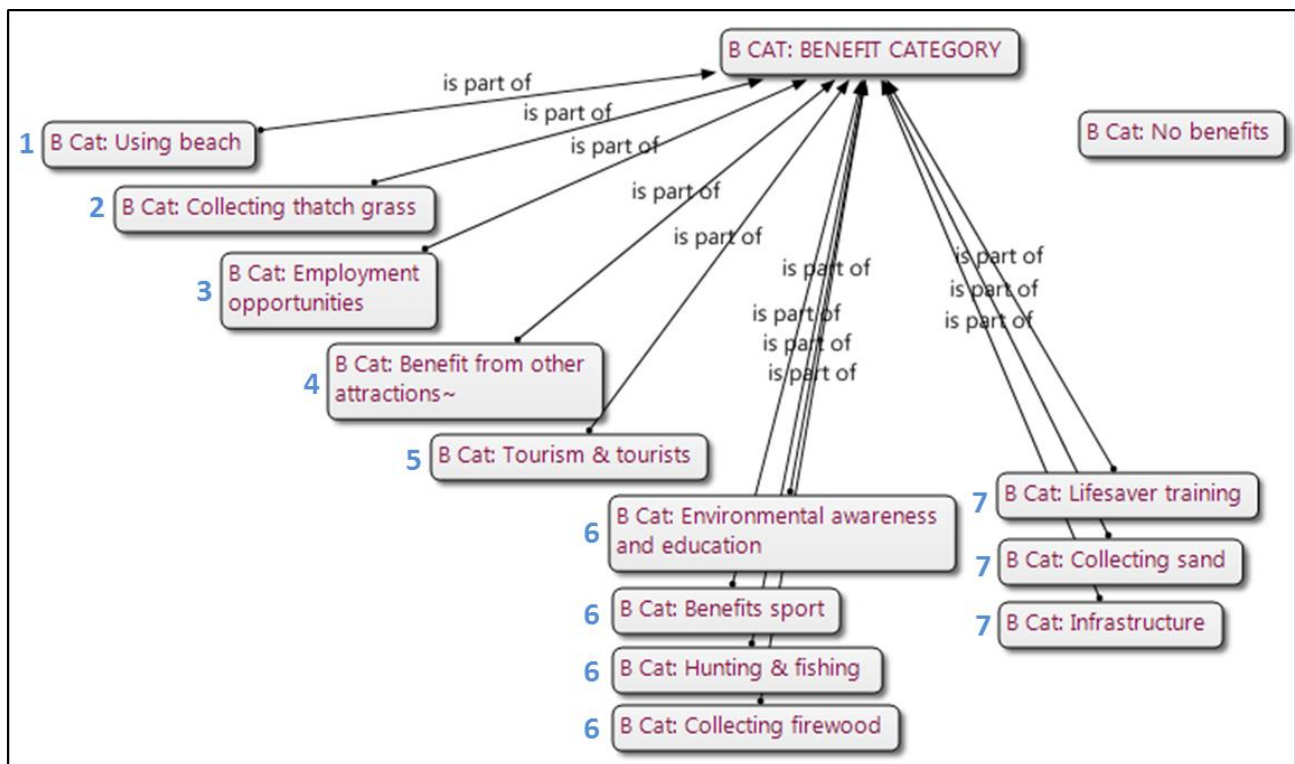 B CAT: BENEFIT CATEGORY
is part of
is part of
is part of
is part of
is part of
is part of
is part of
is part of
is part of
is part of
is part of
is part of
B Cat: No benefits
1 B Cat: Using beach
2 B Cat: Collecting thatch grass
3 B Cat: Employment
opportunities
4 B Cat: Benefit from other
attractions~
5 B Cat: Tourism & tourists
6 B Cat: Environmental awareness
and education
6 B Cat: Benefits sport
6 B Cat: Hunting & fishing
6 B Cat: Collecting firewood
7 B Cat: Lifesaver training
7 B Cat: Collecting sand
7 B Cat: Infrastructure